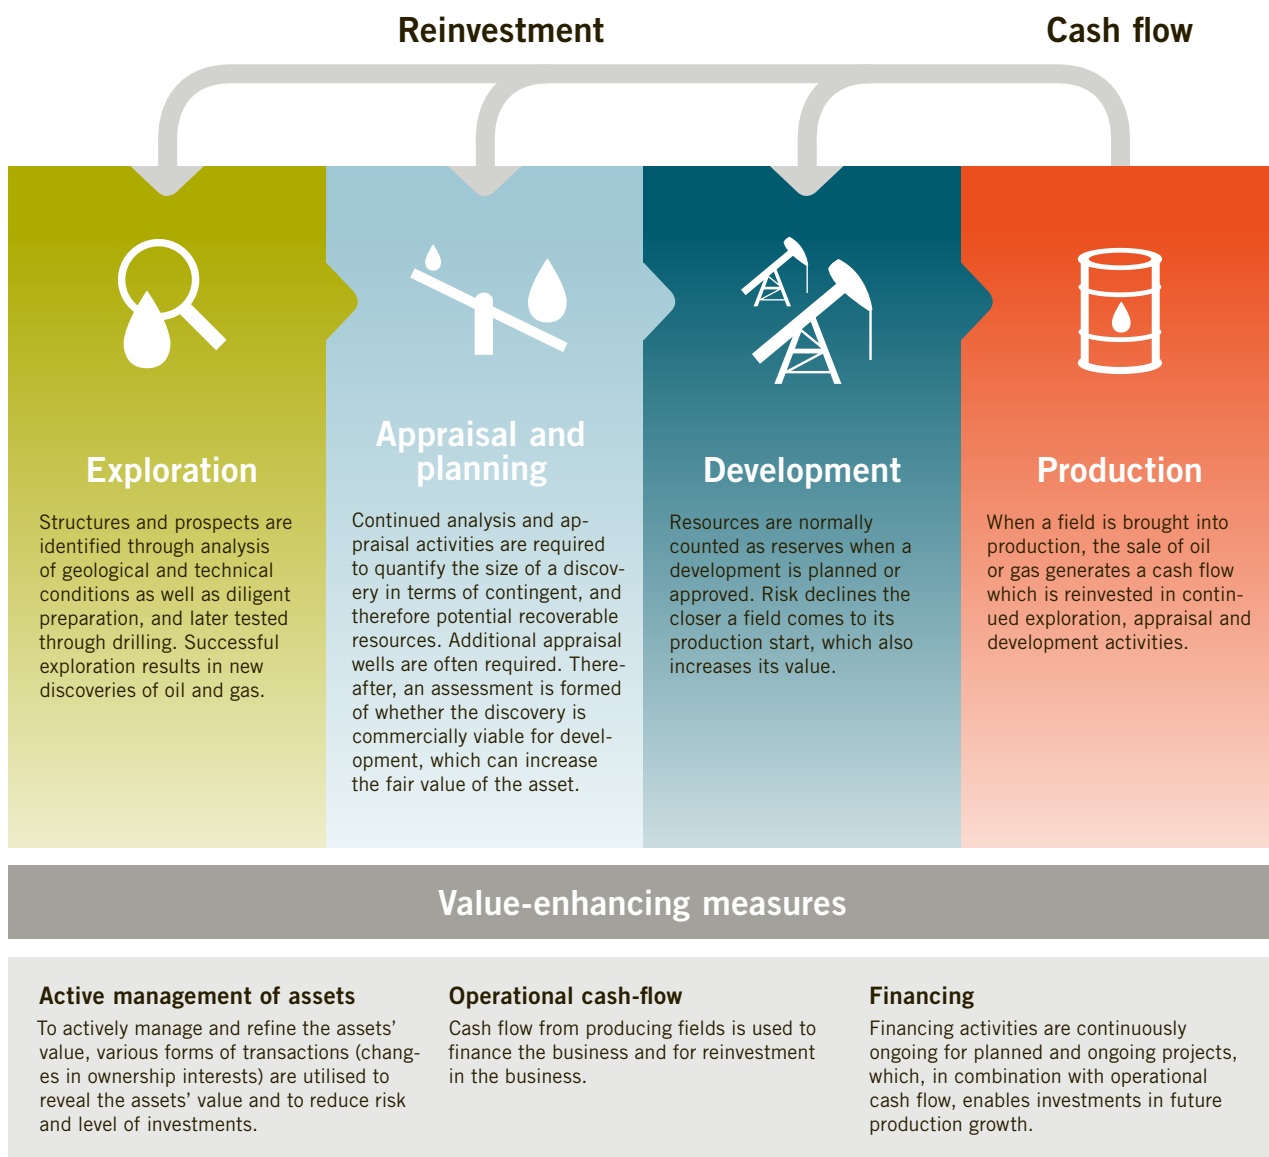 Reinvestment
Cash flow
Exploration
Structures and prospects are
identified through analysis
of geological and technical
conditions as well as diligent
preparation, and later tested
through drilling. Successful
exploration results in new
discoveries of oil and gas.
Appraisal and
planning
Continued analysis and ap-
praisal activities are required
to quantify the size of a discov-
ery in terms of contingent, and
therefore potential recoverable
resources. Additional appraisal
wells are often required. There-
after, an assessment is formed
of whether the discovery is
commercially viable for devel-
opment, which can increase
the fair value of the asset.
Development
Resources are normally
counted as reserves when a
development is planned or
approved. Risk declines the
closer a field comes to its
production start, which also
increases its value.
Production
When a field is brought into
production, the sale of oil
or gas generates a cash flow
which is reinvested in contin-
ued exploration, appraisal and
development activities.
Value-enhancing measures
Active management of assets
To actively manage and refine the assets’
value, various forms of transactions (chang-
es in ownership interests) are utilised to
reveal the assets’ value and to reduce risk
and level of investments.
Operational cash-flow
Cash flow from producing fields is used to
finance the business and for reinvestment
in the business.
Financing
Financing activities are continuously
ongoing for planned and ongoing projects,
which, in combination with operational
cash flow, enables investments in future
production growth.